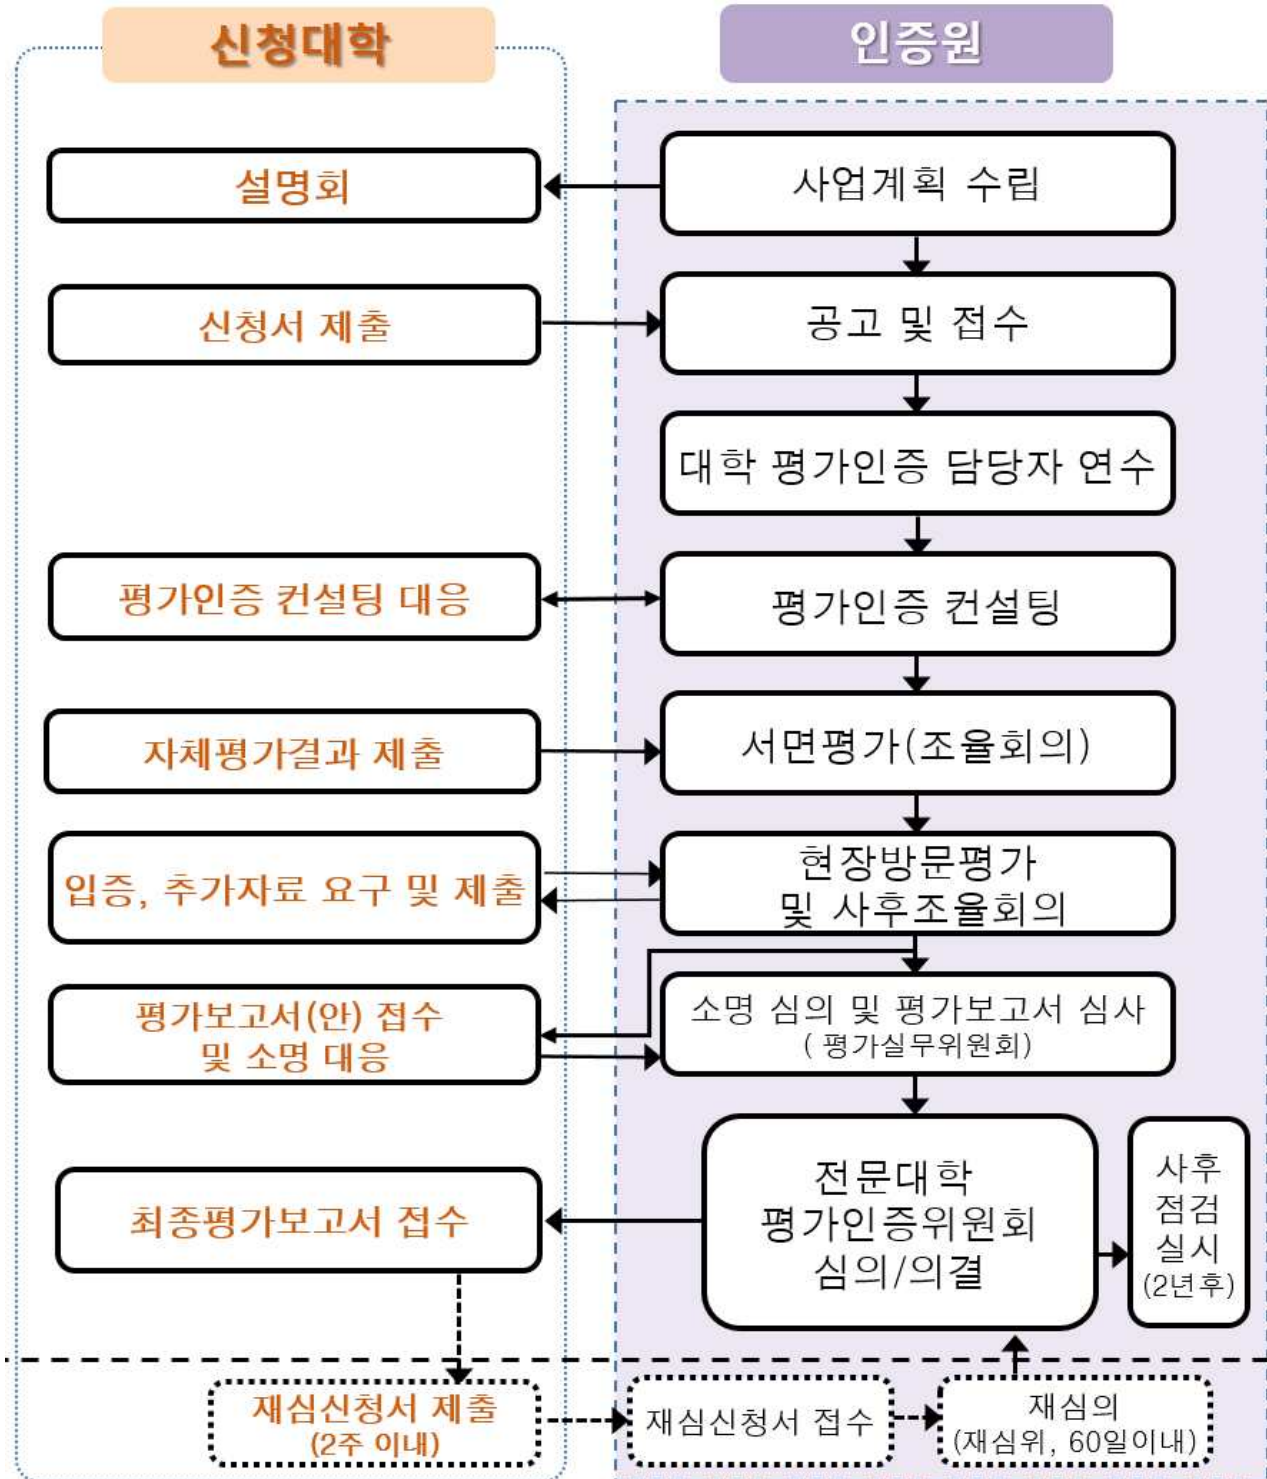 신청대학
인증원
설명회
사업계획 수립
신청서 제출
공고 및 접수
대학 평가인증 담당자 연수
평가인증 컨설팅 대응
평가인증 컨설팅
자체평가결과 제출
서면평가(조율회의)
입증, 추가자료 요구 및 제출
현장방문평가
및 사후조율회의
평가보고서(안) 접수
및 소명 대응
소명 심의 및 평가보고서 심사
( 평가실무위원회)
최종평가보고서 접수
전문대학
평가인증위원회
심의/의결
사후
점검
실시
(2년후)
재심신청서 제출
(2주 이내)
재심신청서 접수
재심의
(재심위, 60일이내)